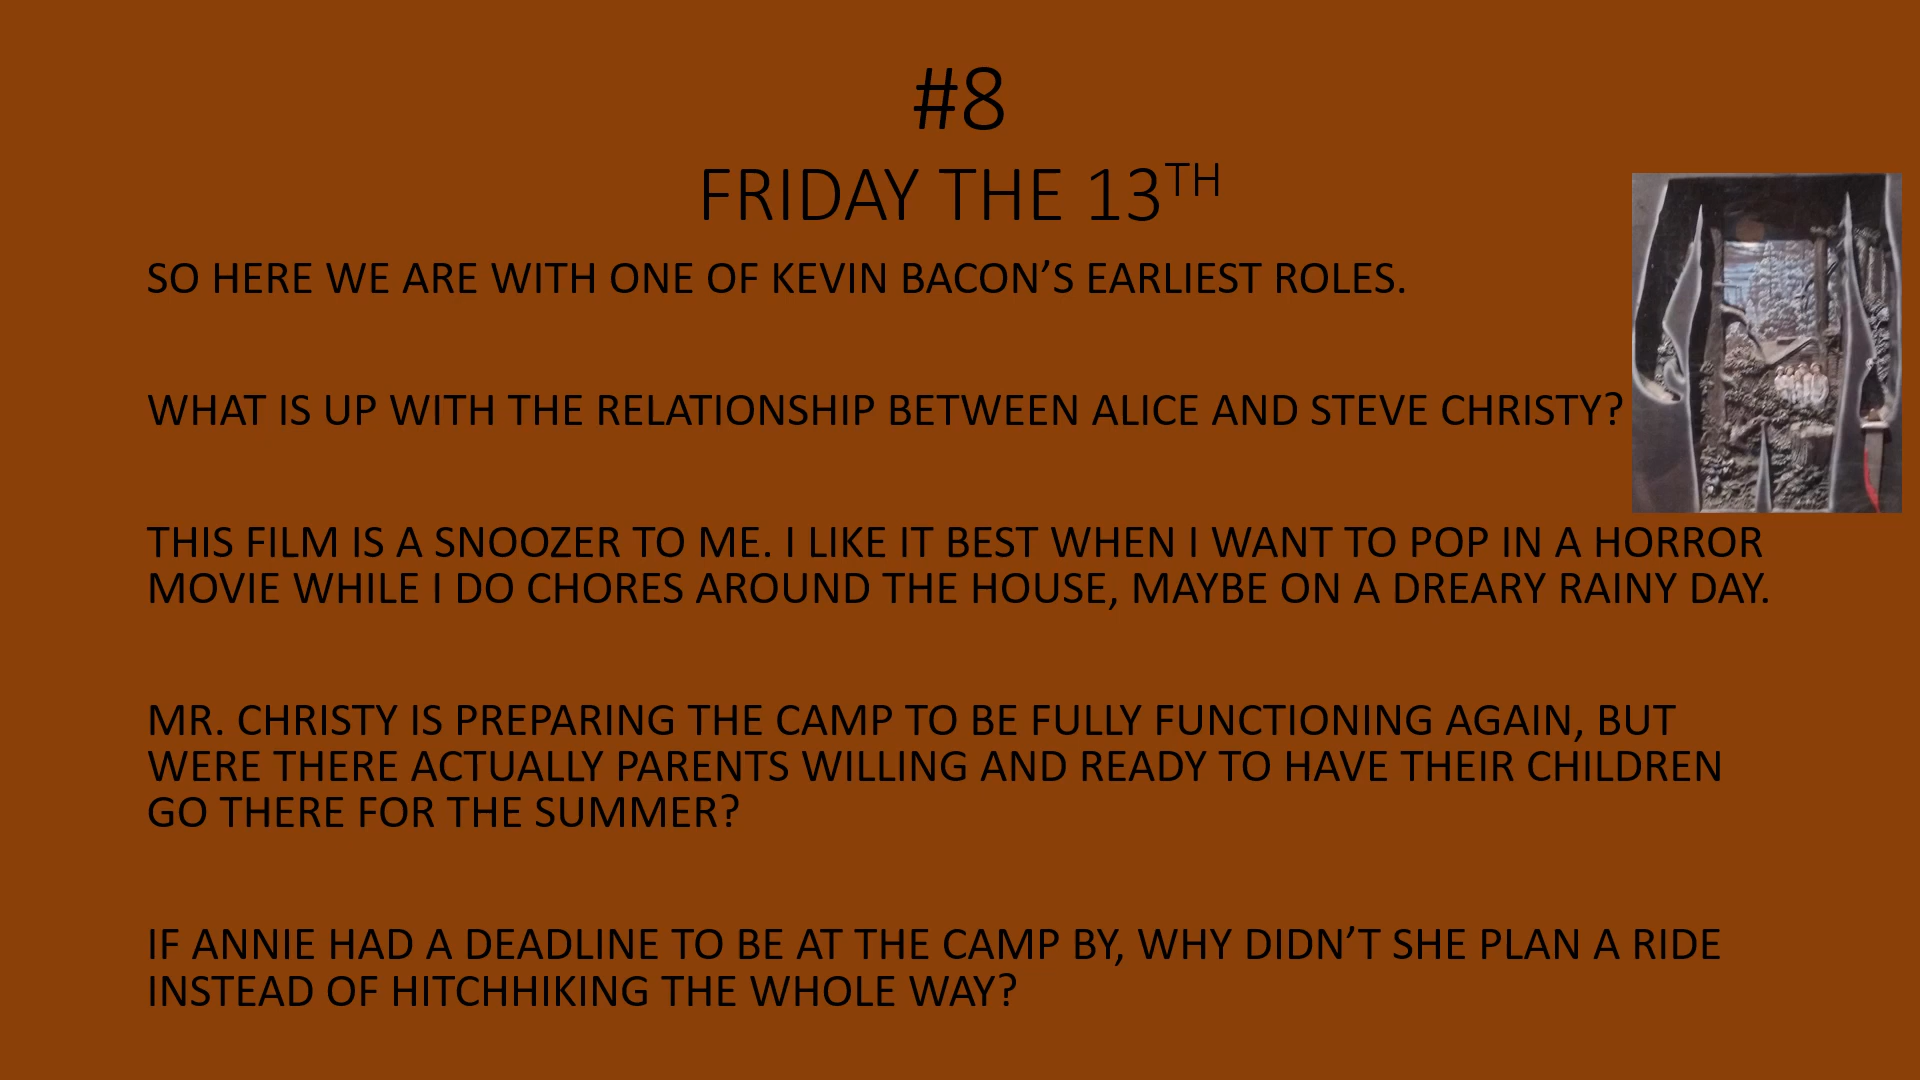 #8
FRIDAY THE 13TH
SO HERE WE ARE WITH ONE OF KEVIN BACON’S EARLIEST ROLES.
WHAT IS UP WITH THE RELATIONSHIP BETWEEN ALICE AND STEVE CHRISTY?
THIS FILM IS A SNOOZER TO ME. I LIKE IT BEST WHEN I WANT TO POP IN A HORROR
MOVIE WHILE I DO CHORES AROUND THE HOUSE, MAYBE ON A DREARY RAINY DAY.
MR. CHRISTY IS PREPARING THE CAMP TO BE FULLY FUNCTIONING AGAIN, BUT
WERE THERE ACTUALLY PARENTS WILLING AND READY TO HAVE THEIR CHILDREN
GO THERE FOR THE SUMMER?
IF ANNIE HAD A DEADLINE TO BE AT THE CAMP BY, WHY DIDN’T SHE PLAN A RIDE
INSTEAD OF HITCHHIKING THE WHOLE WAY?